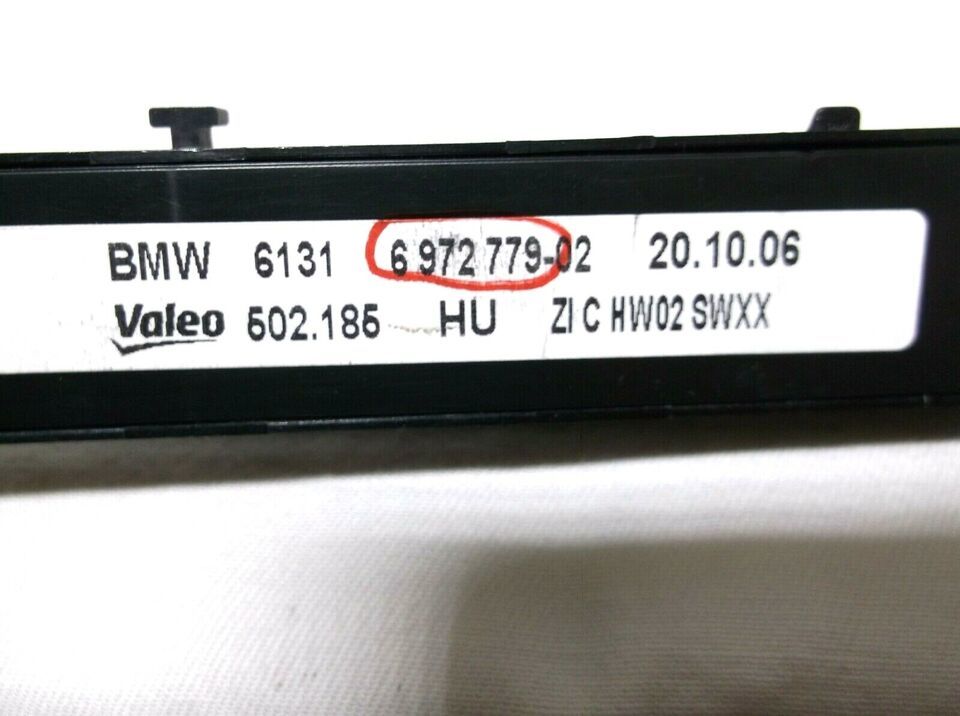 BMW 6131 6 972 779-02 20.10.06
Valeo 502.185 HU ZI C HW02 SWXX